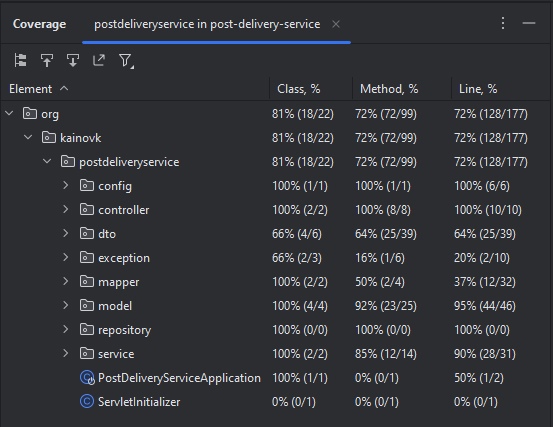 Coverage postdeliveryservice in post-delivery-service
Element Class, % Method, % Line, %
org 81% (18/22) 72% (72/99) 72% (128/177)
kainovk 81% (18/22) 72% (72/99) 72% (128/177)
postdeliveryservice 81% (18/22) 72% (72/99) 72% (128/177)
config 100% (1/1) 100% (1/1) 100% (6/6)
controller 100% (2/2) 100% (8/8) 100% (10/10)
dto 66% (4/6) 64% (25/39) 64% (25/39)
exception 66% (2/3) 16% (1/6) 20% (2/10)
mapper 100% (2/2) 50% (2/4) 37% (12/32)
model 100% (4/4) 92% (23/25) 95% (44/46)
repository 100% (0/0) 100% (0/0) 100% (0/0)
service 100% (2/2) 85% (12/14) 90% (28/31)
PostDeliveryServiceApplication 100% (1/1) 0% (0/1) 50% (1/2)
ServletInitializer 0% (0/1) 0% (0/1) 0% (0/1)